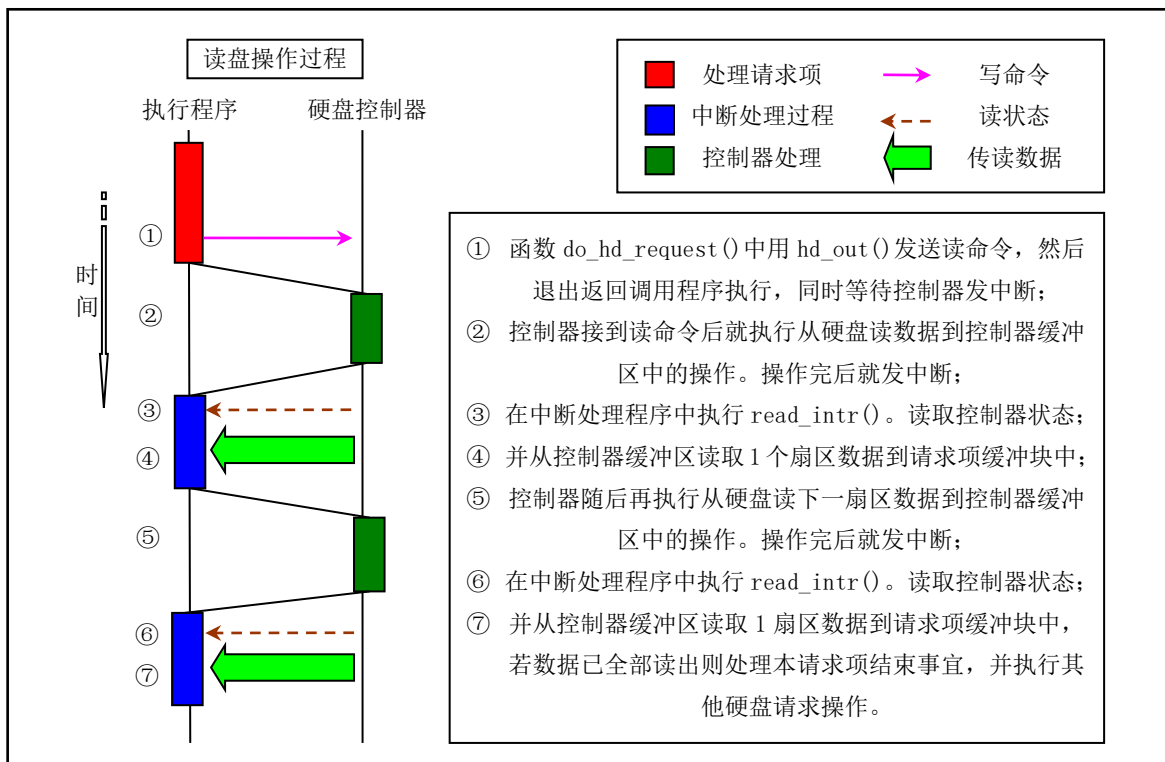 读盘操作过程
执行程序 硬盘控制器
处理请求项 写命令
中断处理过程 读状态
控制器处理 传读数据
时
间
①
②
③
④
⑤
⑥
⑦
① 函数 do_hd_request()中用 hd_out()发送读命令，然后
退出返回调用程序执行，同时等待控制器发中断；
② 控制器接到读命令后就执行从硬盘读数据到控制器缓冲
区中的操作。操作完后就发中断；
③ 在中断处理程序中执行 read_intr()。读取控制器状态；
④ 并从控制器缓冲区读取 1 个扇区数据到请求项缓冲块中；
⑤ 控制器随后再执行从硬盘读下一扇区数据到控制器缓冲
区中的操作。操作完后就发中断；
⑥ 在中断处理程序中执行 read_intr()。读取控制器状态；
⑦ 并从控制器缓冲区读取 1 扇区数据到请求项缓冲块中，
若数据已全部读出则处理本请求项结束事宜，并执行其
他硬盘请求操作。